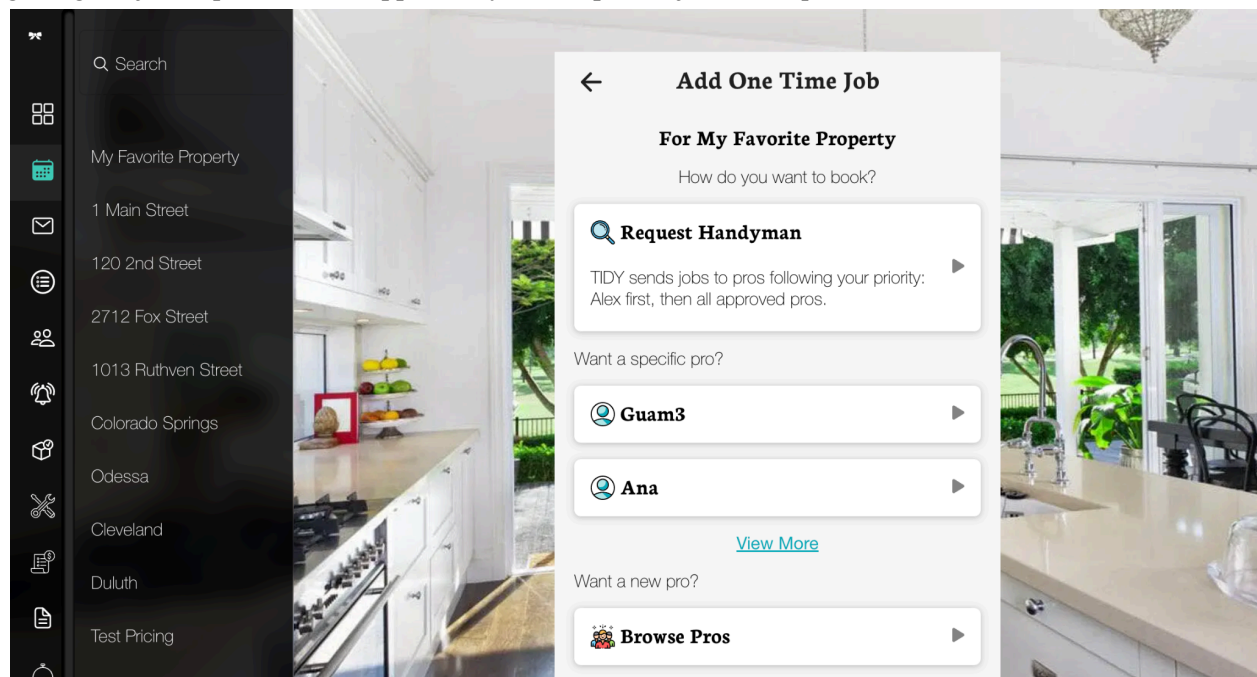 Search
My Favorite Property
1 Main Street
120 2nd Street
2712 Fox Street
1013 Ruthven Street
Colorado Springs
Odessa
Cleveland
Duluth
Test Pricing
Add One Time Job
For My Favorite Property
How do you want to book?
Request Handyman
TIDY sends jobs to pros following your priority:
Alex first, then all approved pros.
Want a specific pro?
Guam3
Ana
View More
Want a new pro?
Browse Pros